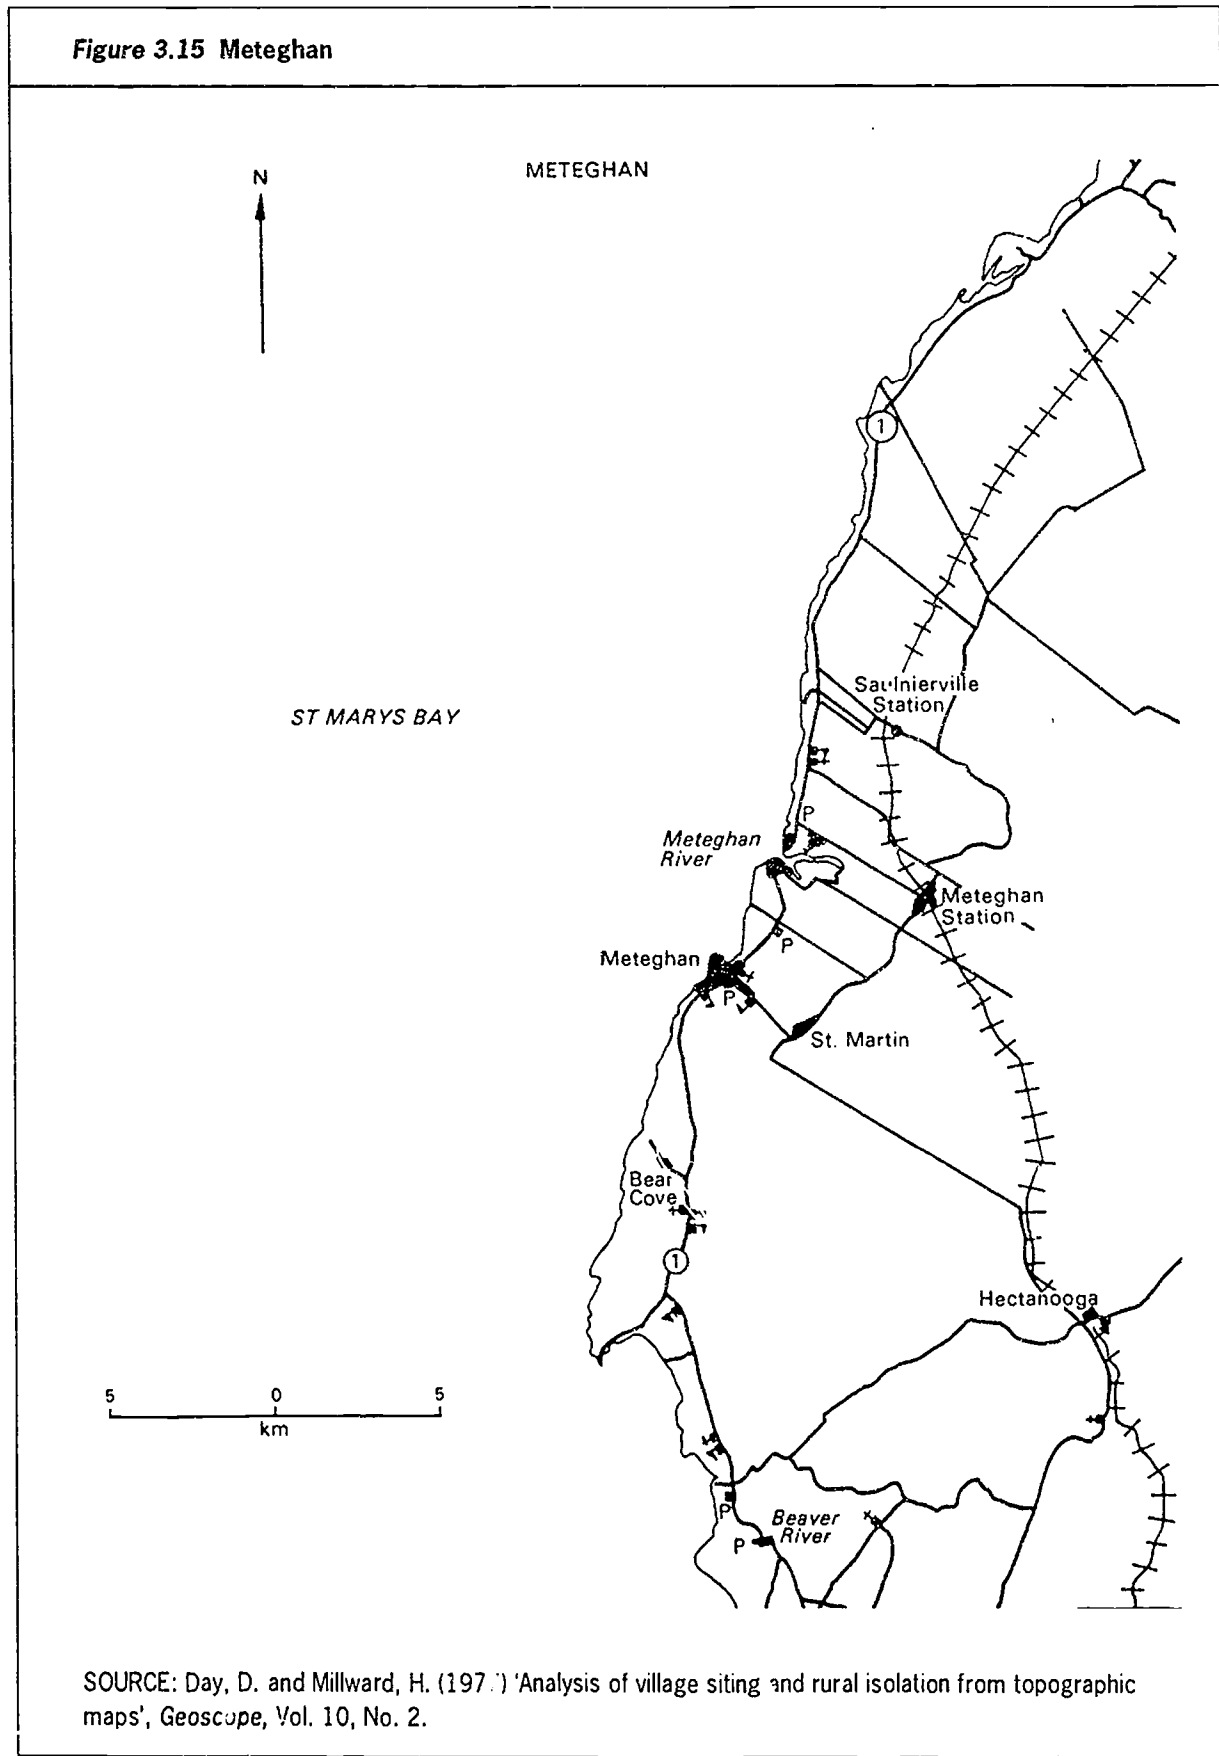 Figure 3.15 Meteghan
METEGHAN
N
1
Saulnierville
Station
ST MARYS BAY
P
Meteghan
River
Meteghan
Station
P
Meteghan
P
St. Martin
Bear
Cove
1
Hectanooga
5 0 5
km
P
Beaver
River
P
SOURCE: Day, D. and Millward, H. (197 ) 'Analysis of village siting and rural isolation from topographic
maps', Geoscope, Vol. 10, No. 2.